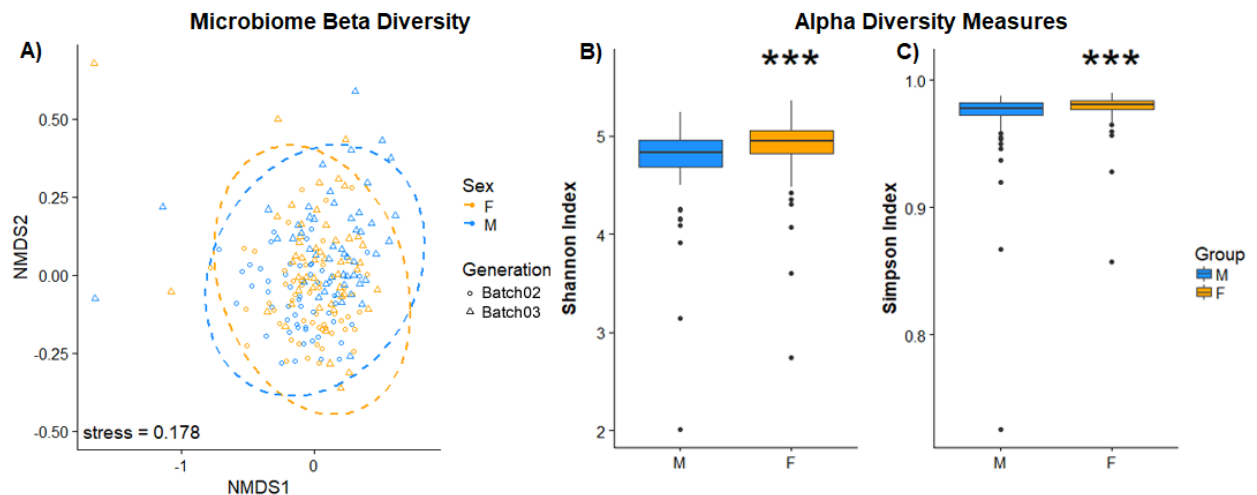 Microbiome Beta Diversity
Alpha Diversity Measures
A)
NMDS2
0.50
0.25
0.00
-0.25
-0.50
stress = 0.178
-1
0
NMDS1
Sex
F
M
Generation
Batch02
Batch03
B)
***
Shannon Index
5
4
3
2
M
F
C)
***
Simpson Index
1.0
0.9
0.8
M
F
Group
M
F